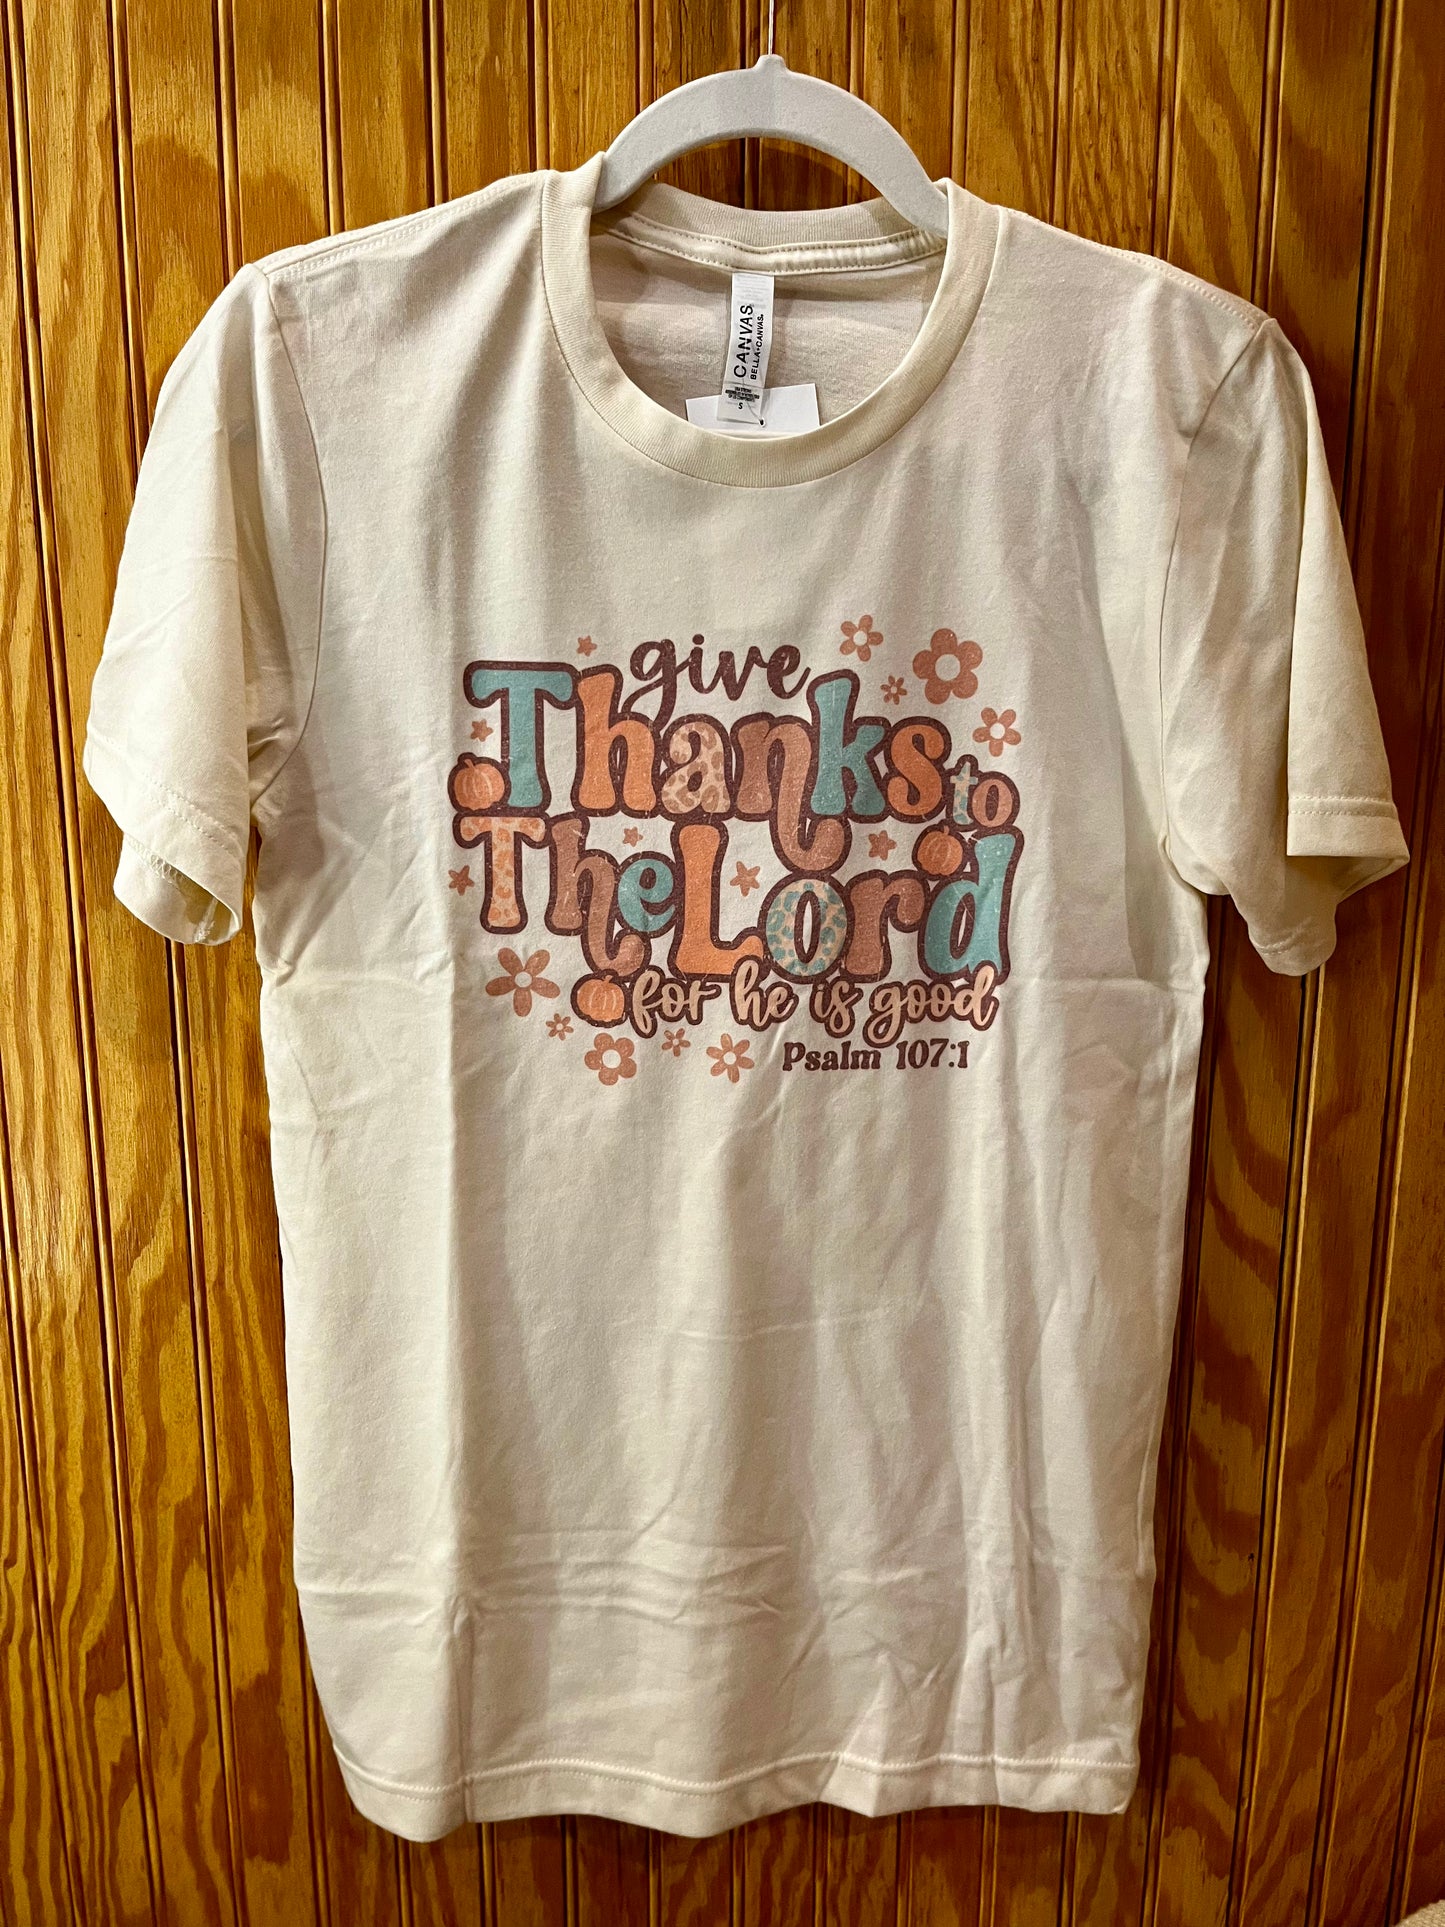 CANVAS
BELLA+CANVAS.
S
give
Thanks to
The Lord
for he is good
Psalm 107:1